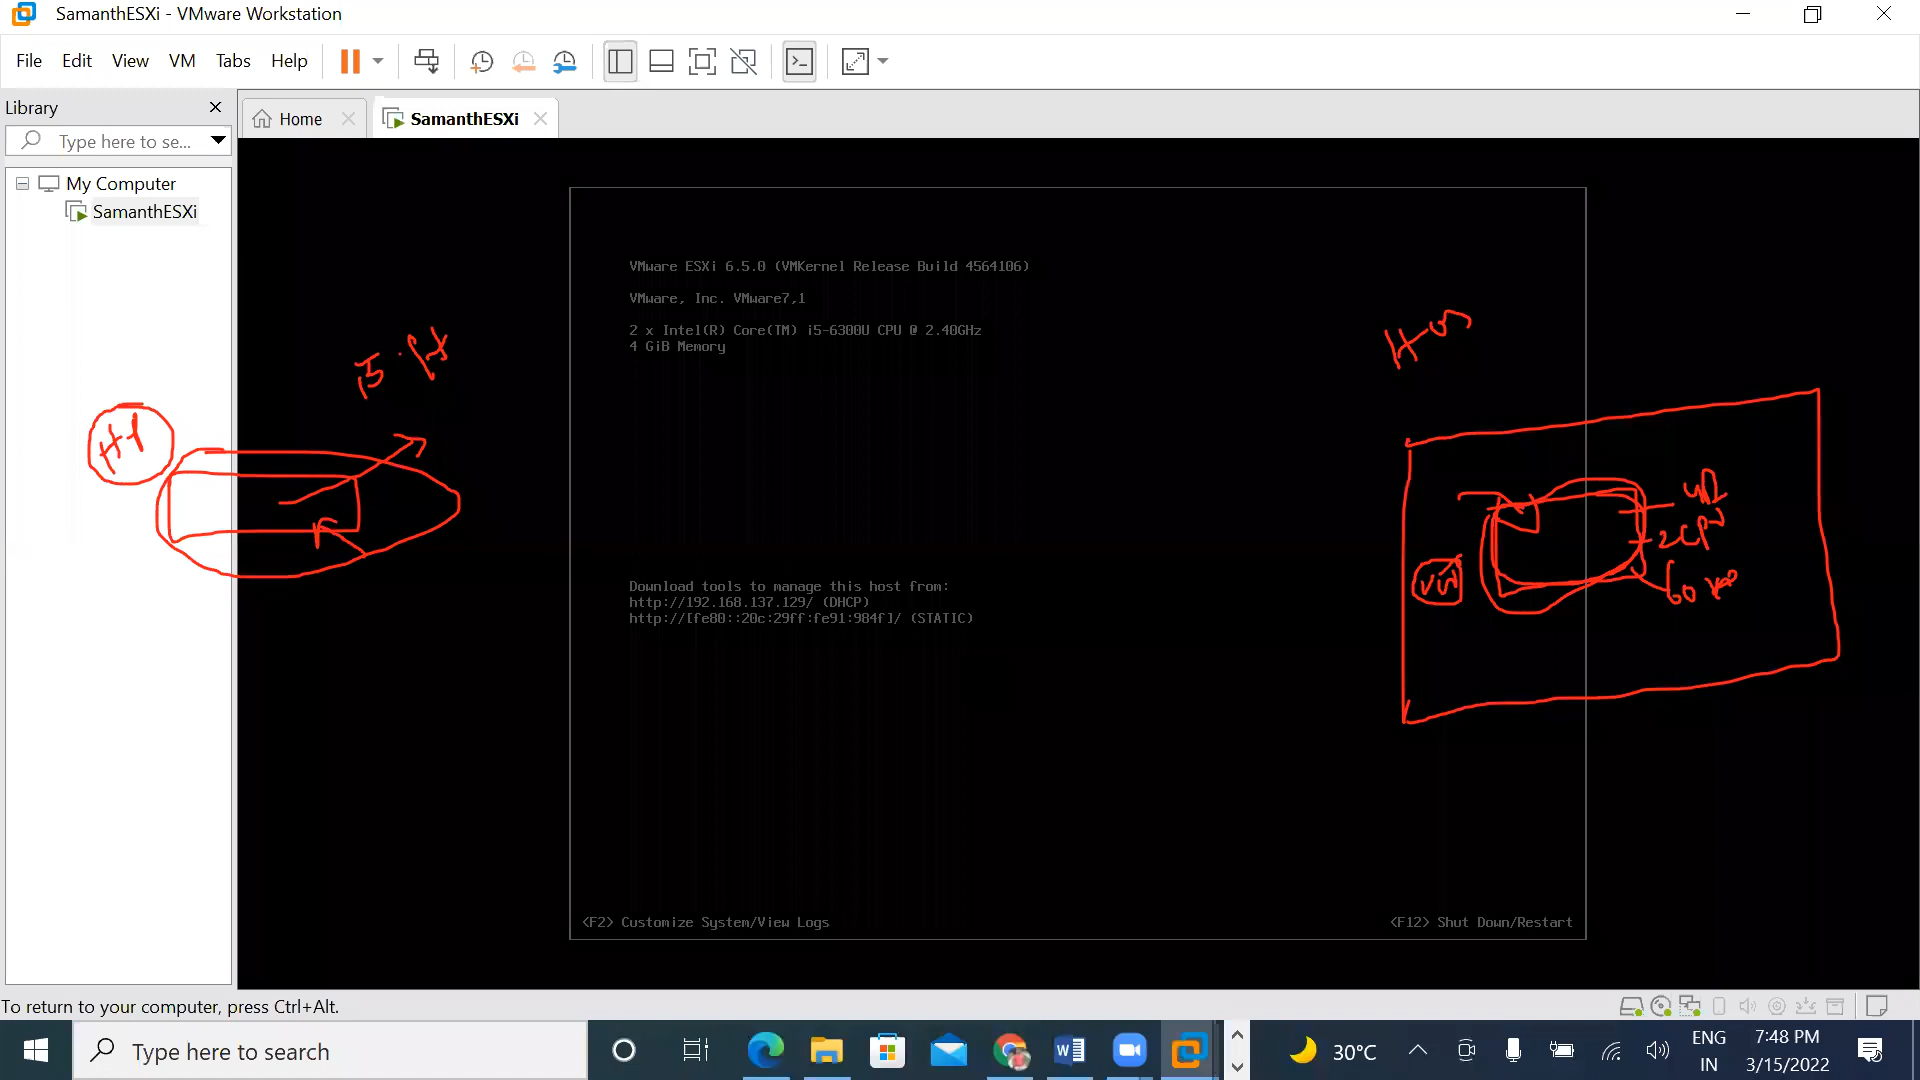 SamanthESXi - VMware Workstation
File Edit View VM Tabs Help
Library
Type here to se...
My Computer
SamanthESXi
Home
SamanthESXi
VMware ESXi 6.5.0 (VMKernel Release Build 4564106)
VMware, Inc. VMware7,1
2 x Intel(R) Core(TM) i5-6300U CPU @ 2.40GHz
4 GiB Memory
i5
H-OS
2CPU
60
Download tools to manage this host from:
http://192.168.137.129/ (DHCP)
http://[fe80::20c:29ff:fe91:984f]/ (STATIC)
<F2> Customize System/View Logs
<F12> Shut Down/Restart
To return to your computer, press Ctrl+Alt.
Type here to search
30°C
ENG
IN
7:48 PM
3/15/2022